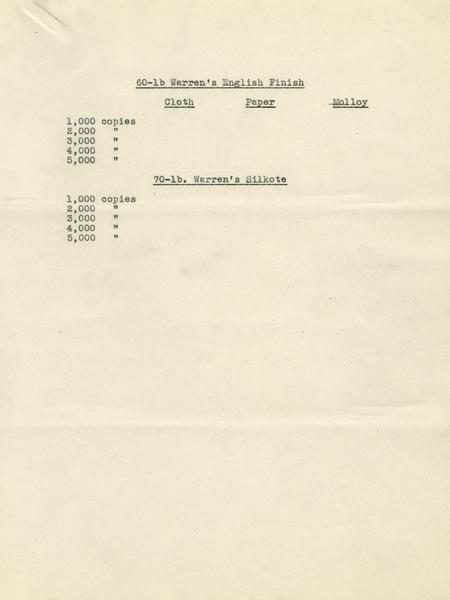 60-lb Warren's English Finish
Cloth Paper Molloy
1,000 copies
2,000 "
3,000 "
4,000 "
5,000 "
70-lb. Warren's Silkote
1,000 copies
2,000 "
3,000 "
4,000 "
5,000 "